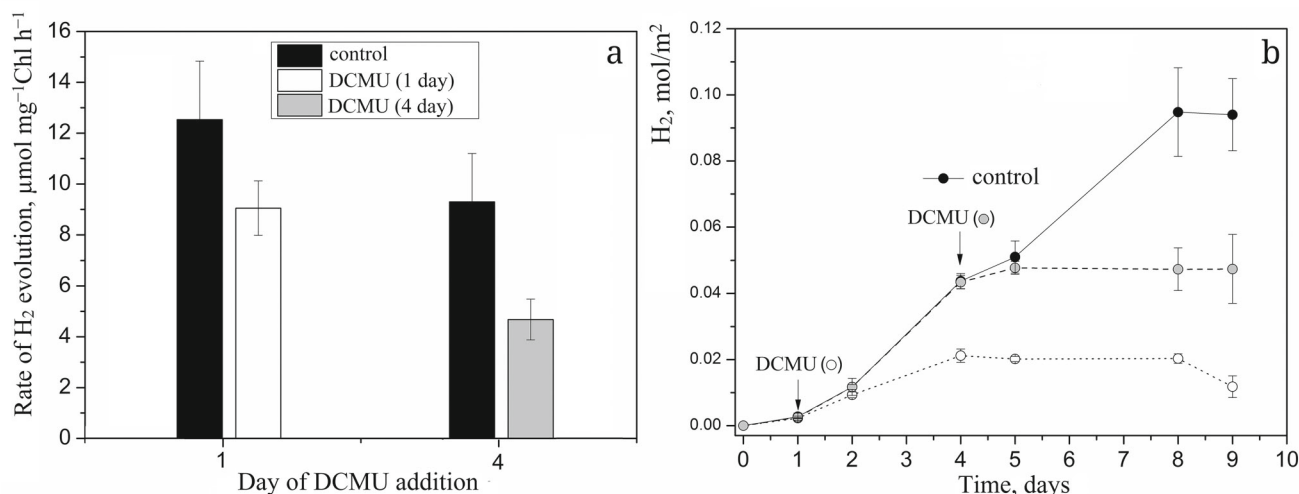 a
Rate of H₂ evolution, μmol mg⁻¹Chl h⁻¹
16
14
12
10
8
6
4
2
0
control
DCMU (1 day)
DCMU (4 day)
1
4
Day of DCMU addition
b
H₂, mol/m²
0.12
0.10
0.08
0.06
0.04
0.02
0.00
control
DCMU (○)
DCMU (○)
0 1 2 3 4 5 6 7 8 9 10
Time, days